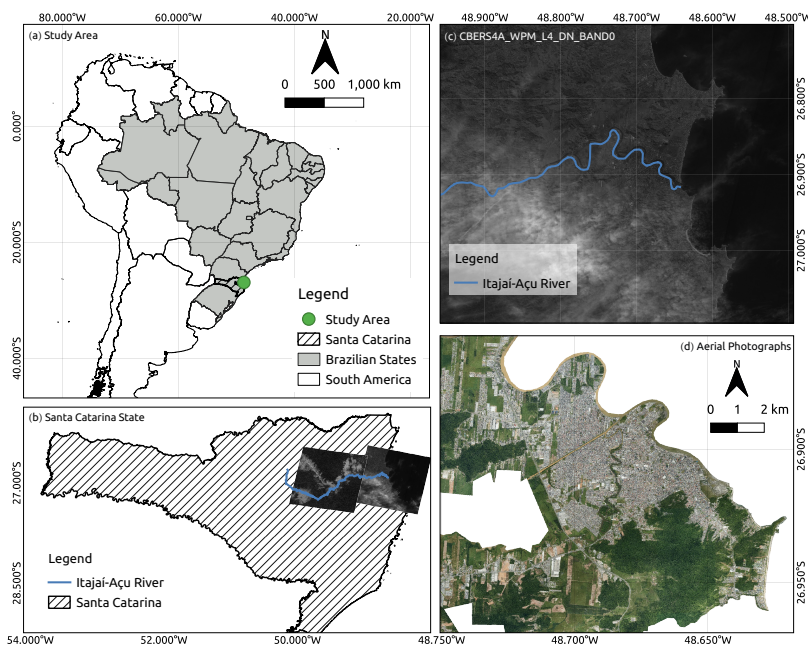 80.000°W 60.000°W 40.000°W 20.000°W
48.900°W 48.800°W 48.700°W 48.600°W 48.500°W
(a) Study Area
N
0 500 1,000 km
0.000°
20.000°S
40.000°S
Legend
Study Area
Santa Catarina
Brazilian States
South America
(c) CBERS4A_WPM_L4_DN_BAND0
26.800°S
26.900°S
27.000°S
Legend
Itajaí-Açu River
(b) Santa Catarina State
27.000°S
28.500°S
Legend
Itajaí-Açu River
Santa Catarina
54.000°W 52.000°W 50.000°W
(d) Aerial Photographs
N
0 1 2 km
26.900°S
26.950°S
48.750°W 48.700°W 48.650°W